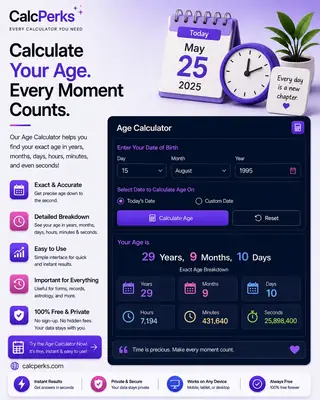 CalcPerks
EVERY CALCULATOR YOU NEED
Calculate
Your Age.
Every Moment
Counts.
Our Age Calculator helps you
find your exact age in years,
months, days, hours, minutes,
and even seconds!
Exact & Accurate
Get precise age down to
the second.
Detailed Breakdown
See your age in years, months,
days, hours, minutes & seconds.
Easy to Use
Simple interface for quick
and instant results.
Important for Everything
Useful for forms, records,
astrology, and more.
100% Free & Private
No sign-up. No hidden fees.
Your data stays with you.
Try the Age Calculator Now!
It's free, instant & easy to use!
calcperks.com
Today
May
25
2025
Every day
is a new
chapter.
Age Calculator
Enter Your Date of Birth
Day
Month
Year
15
August
1995
Select Date to Calculate Age On
Today's Date
Custom Date
Calculate Age
Reset
Your Age is
29 Years, 9 Months, 10 Days
Exact Age Breakdown
Years
29
Months
9
Days
10
Hours
7,194
Minutes
431,640
Seconds
25,898,400
Time is precious. Make every moment count.
Instant Results
Get answers in seconds
Private & Secure
Your data stays private
Works on Any Device
Mobile, tablet, or desktop
Always Free
100% free forever